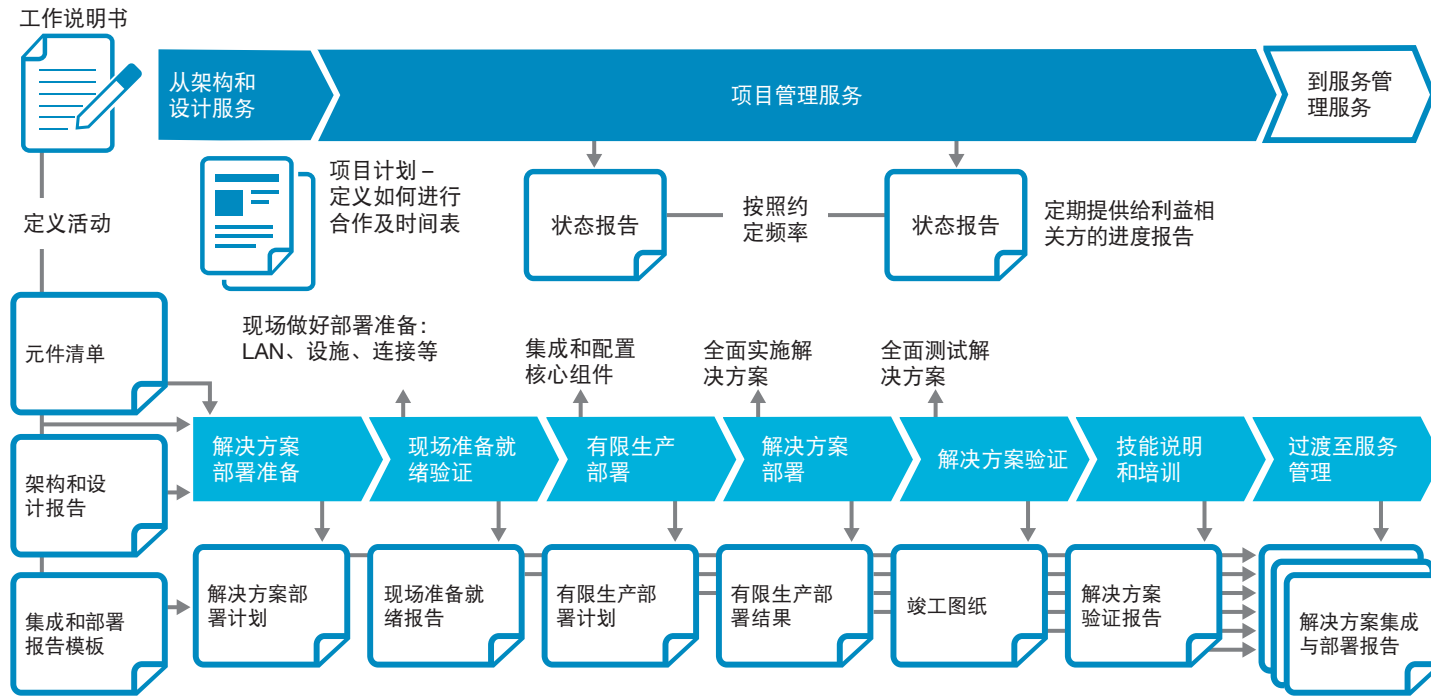 工作说明书
从架构和
设计服务
项目管理服务
到服务管
理服务
定义活动
项目计划 –
定义如何进行
合作及时间表
状态报告
按照约
定频率
状态报告
定期提供给利益相
关方的进度报告
元件清单
现场做好部署准备：
LAN、设施、连接等
集成和配置
核心组件
全面实施解
决方案
全面测试解
决方案
解决方案
部署准备
现场准备就
绪验证
有限生产
部署
解决方案
部署
解决方案验证
技能说明
和培训
过渡至服务
管理
架构和设
计报告
集成和部署
报告模板
解决方案部
署计划
现场准备就
绪报告
有限生产部
署计划
有限生产部
署结果
竣工图纸
解决方案
验证报告
解决方案集成
与部署报告